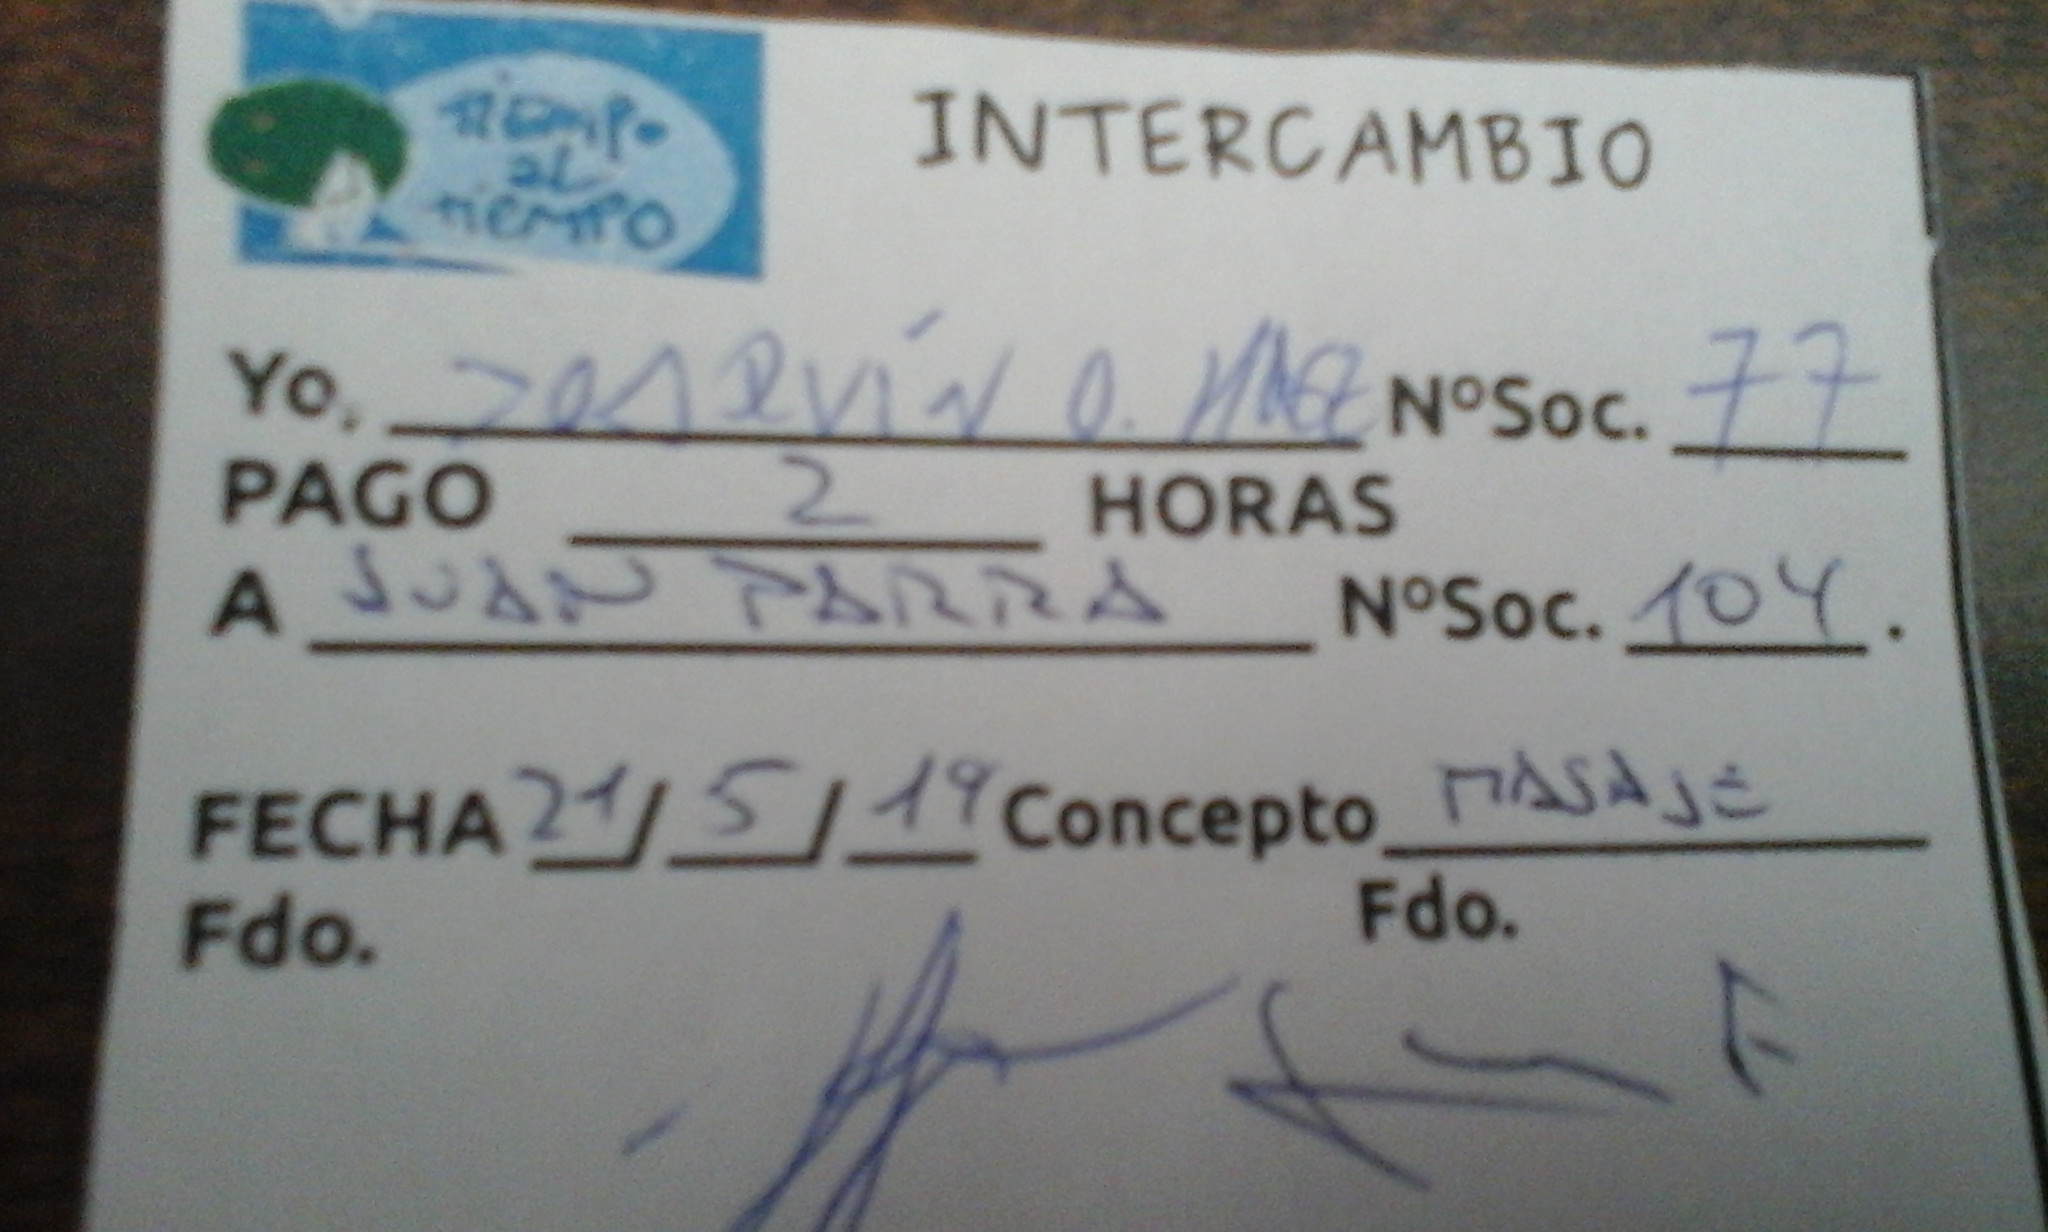 TIEMPO
AL
TIEMPO
INTERCAMBIO
Yo, JOAQUÍN O. NºSoc. 77
PAGO 2 HORAS
A JUAN PARRA NºSoc. 104.
FECHA 21/5/19 Concepto MASAJE
Fdo. Fdo.